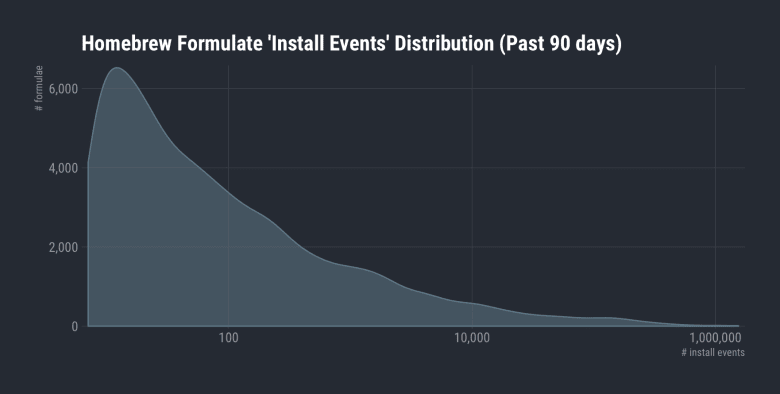 Homebrew Formulate 'Install Events' Distribution (Past 90 days)
# formulae
6,000
4,000
2,000
0
100
10,000
1,000,000
# install events